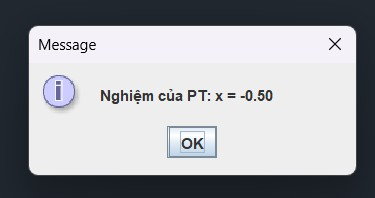 Message
Nghiệm của PT: x = -0.50
OK